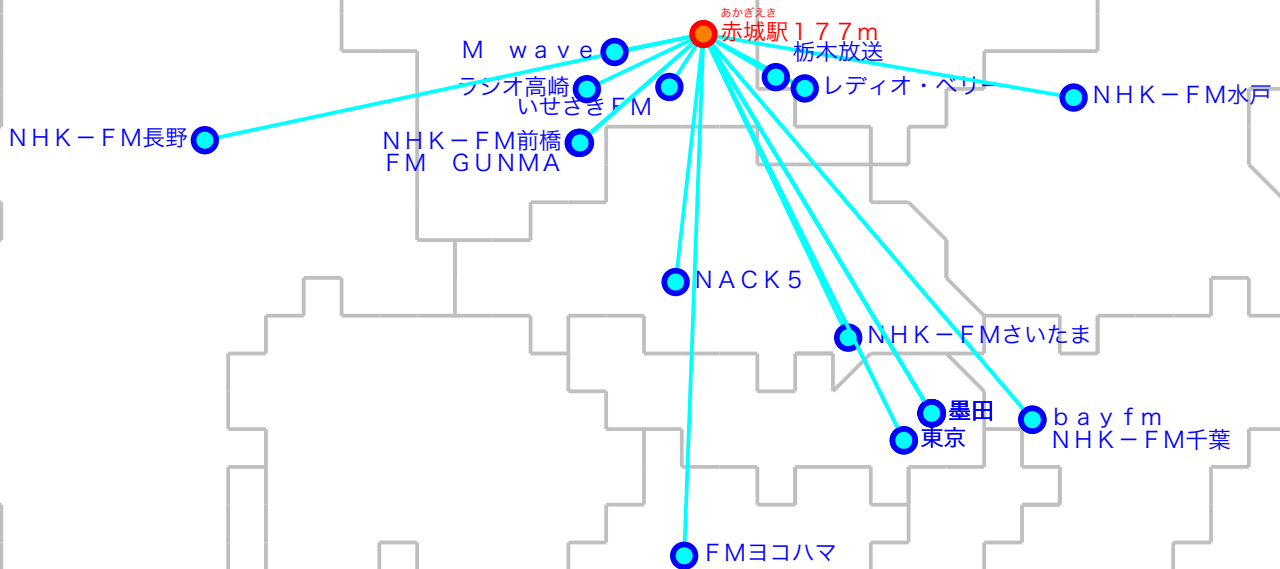 あかぎえき
赤城駅１７７ｍ
Ｍ　ｗａｖｅ
栃木放送
ラジオ高崎
いせさきＦＭ
レディオ・ベリー
ＮＨＫ－ＦＭ水戸
ＮＨＫ－ＦＭ長野
ＮＨＫ－ＦＭ前橋
ＦＭ　ＧＵＮＭＡ
ＮＡＣＫ５
ＮＨＫ－ＦＭさいたま
墨田
東京
ｂａｙｆｍ
ＮＨＫ－ＦＭ千葉
ＦＭヨコハマ